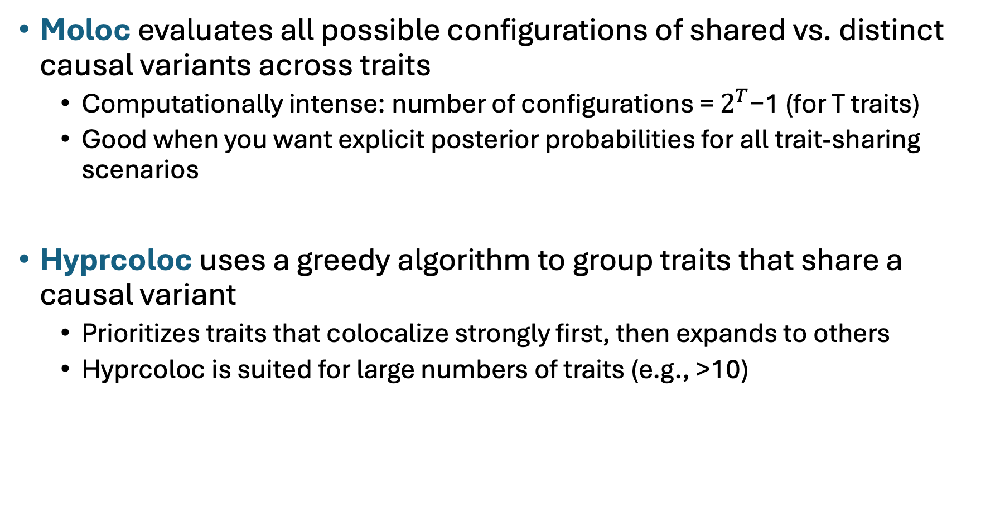 • Moloc evaluates all possible configurations of shared vs. distinct
causal variants across traits
• Computationally intense: number of configurations = 2^T −1 (for T traits)
• Good when you want explicit posterior probabilities for all trait-sharing
scenarios
• Hyprcoloc uses a greedy algorithm to group traits that share a
causal variant
• Prioritizes traits that colocalize strongly first, then expands to others
• Hyprcoloc is suited for large numbers of traits (e.g., >10)